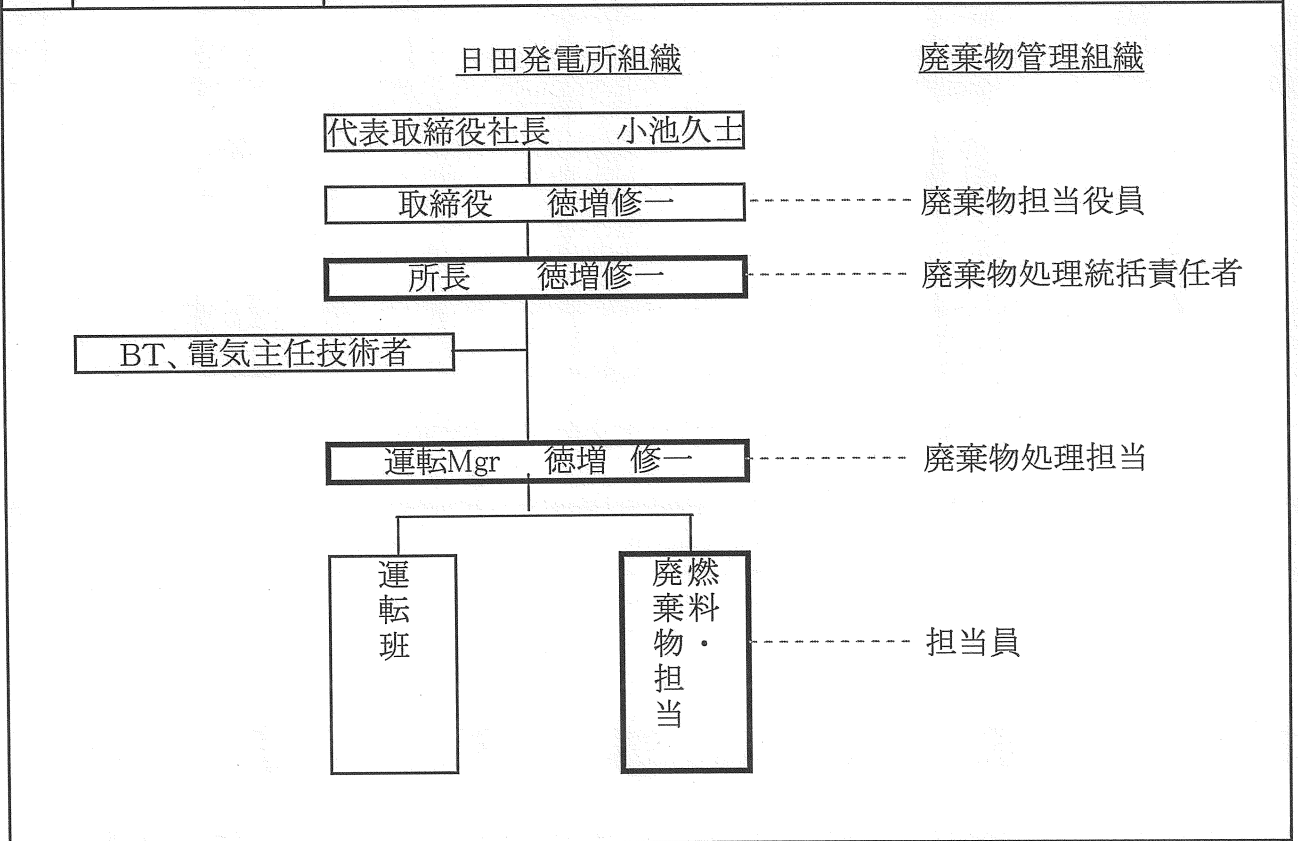 日田発電所組織
廃棄物管理組織
代表取締役社長 小池久士
取締役 徳増修一
廃棄物担当役員
所長 徳増修一
廃棄物処理統括責任者
BT、電気主任技術者
運転Mgr 徳増 修一
廃棄物処理担当
運転班
燃料・
廃棄物担当
担当員